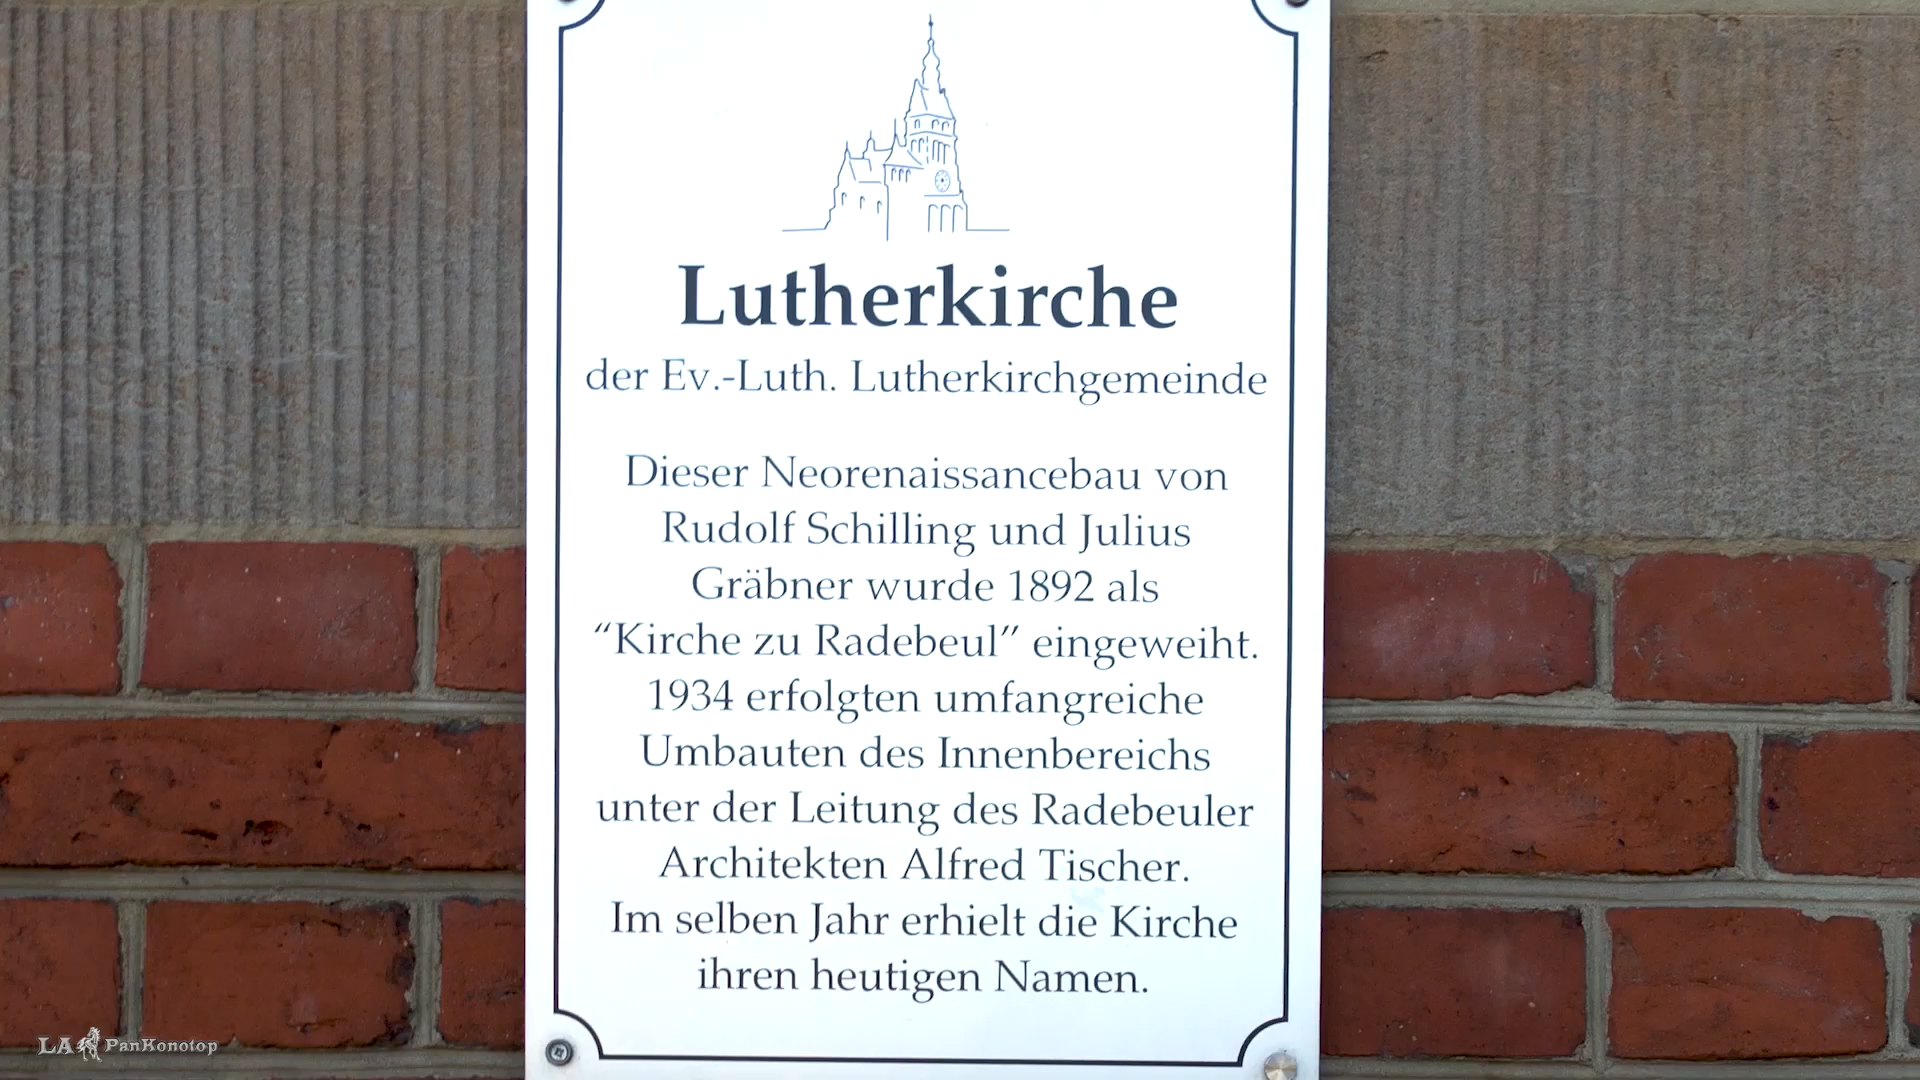 Lutherkirche
der Ev.-Luth. Lutherkirchgemeinde
Dieser Neorenaissancebau von
Rudolf Schilling und Julius
Gräbner wurde 1892 als
“Kirche zu Radebeul” eingeweiht.
1934 erfolgten umfangreiche
Umbauten des Innenbereichs
unter der Leitung des Radebeuler
Architekten Alfred Tischer.
Im selben Jahr erhielt die Kirche
ihren heutigen Namen.
LA PanKonotop